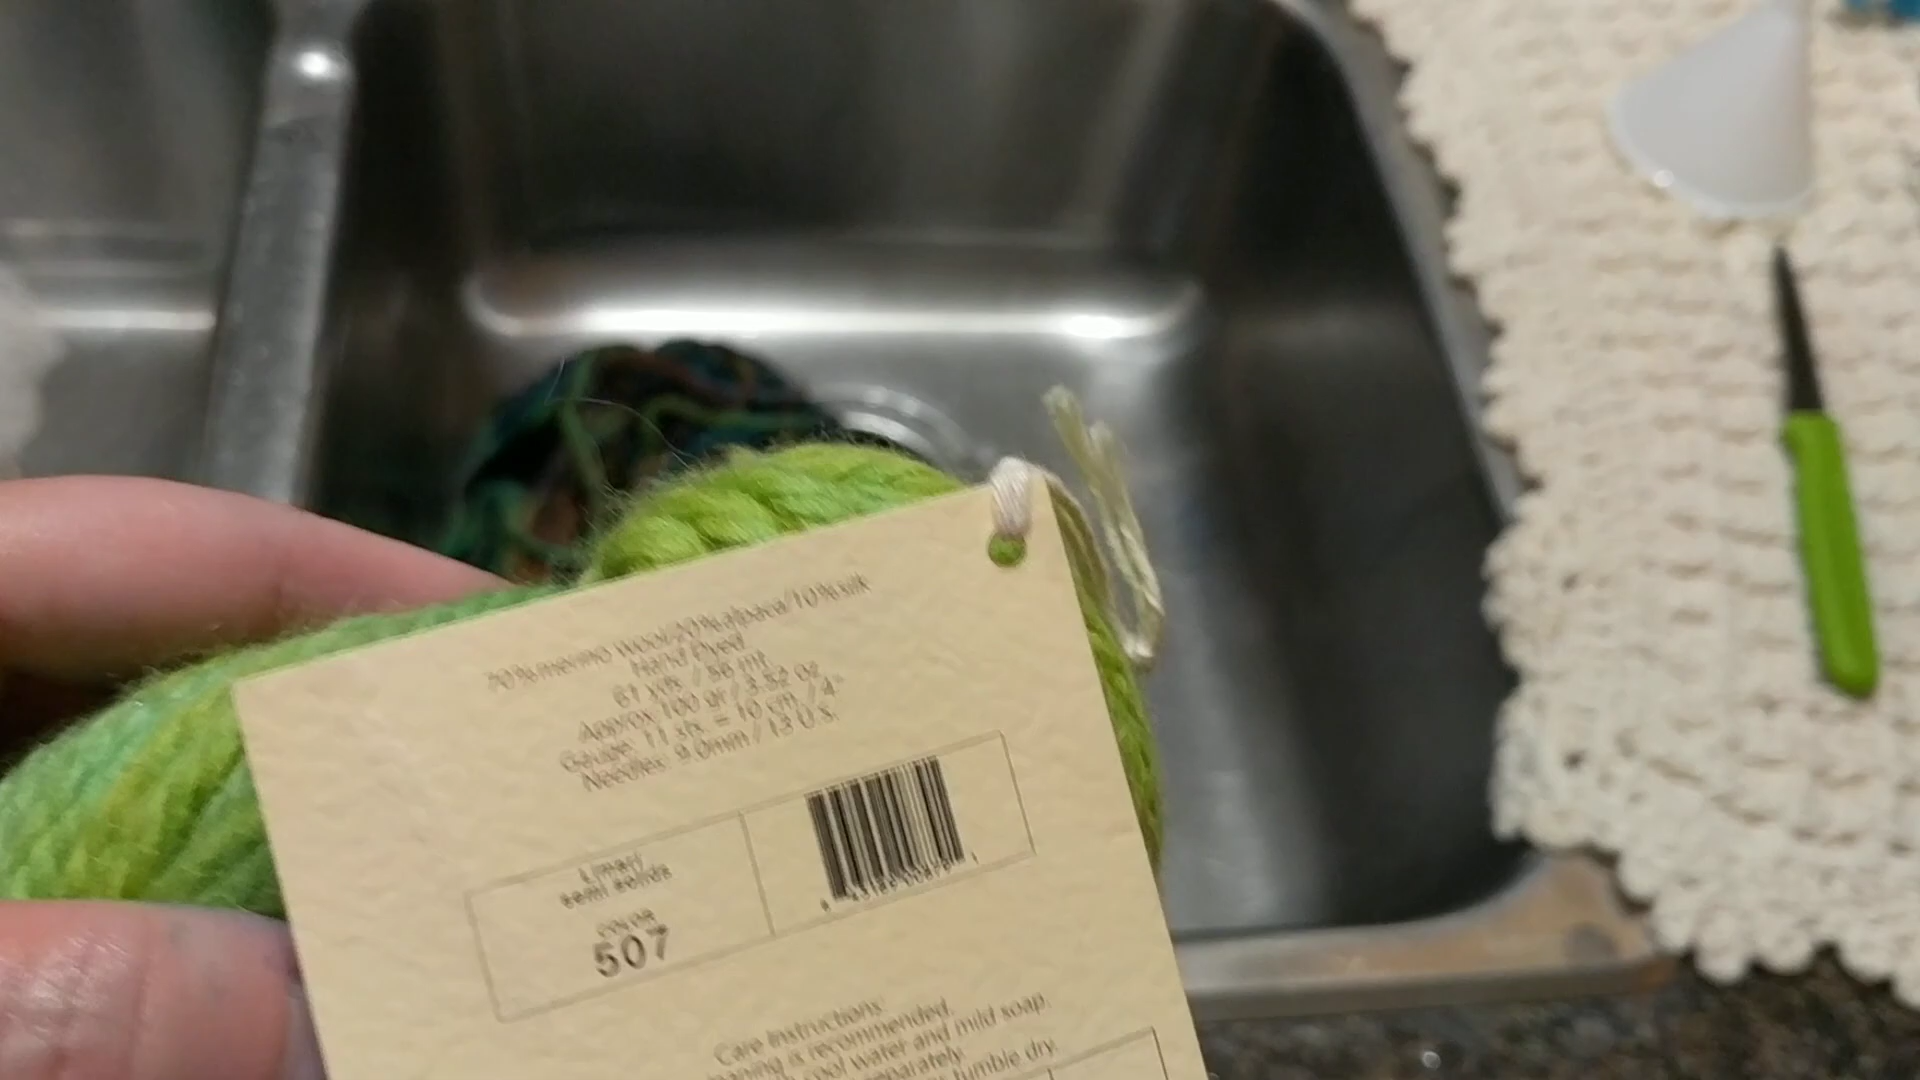 70% merino wool/20% alpaca/10% silk
Hand Dyed
61 yds / 56 mt
Approx 100 gr / 3.52 oz
Gauge: 11 sts. = 10 cm / 4"
Needles: 9.0mm / 13 U.S.
semi solids
color
507
Care Instructions:
is recommended.
cool water and mild soap.
separately.
tumble dry.